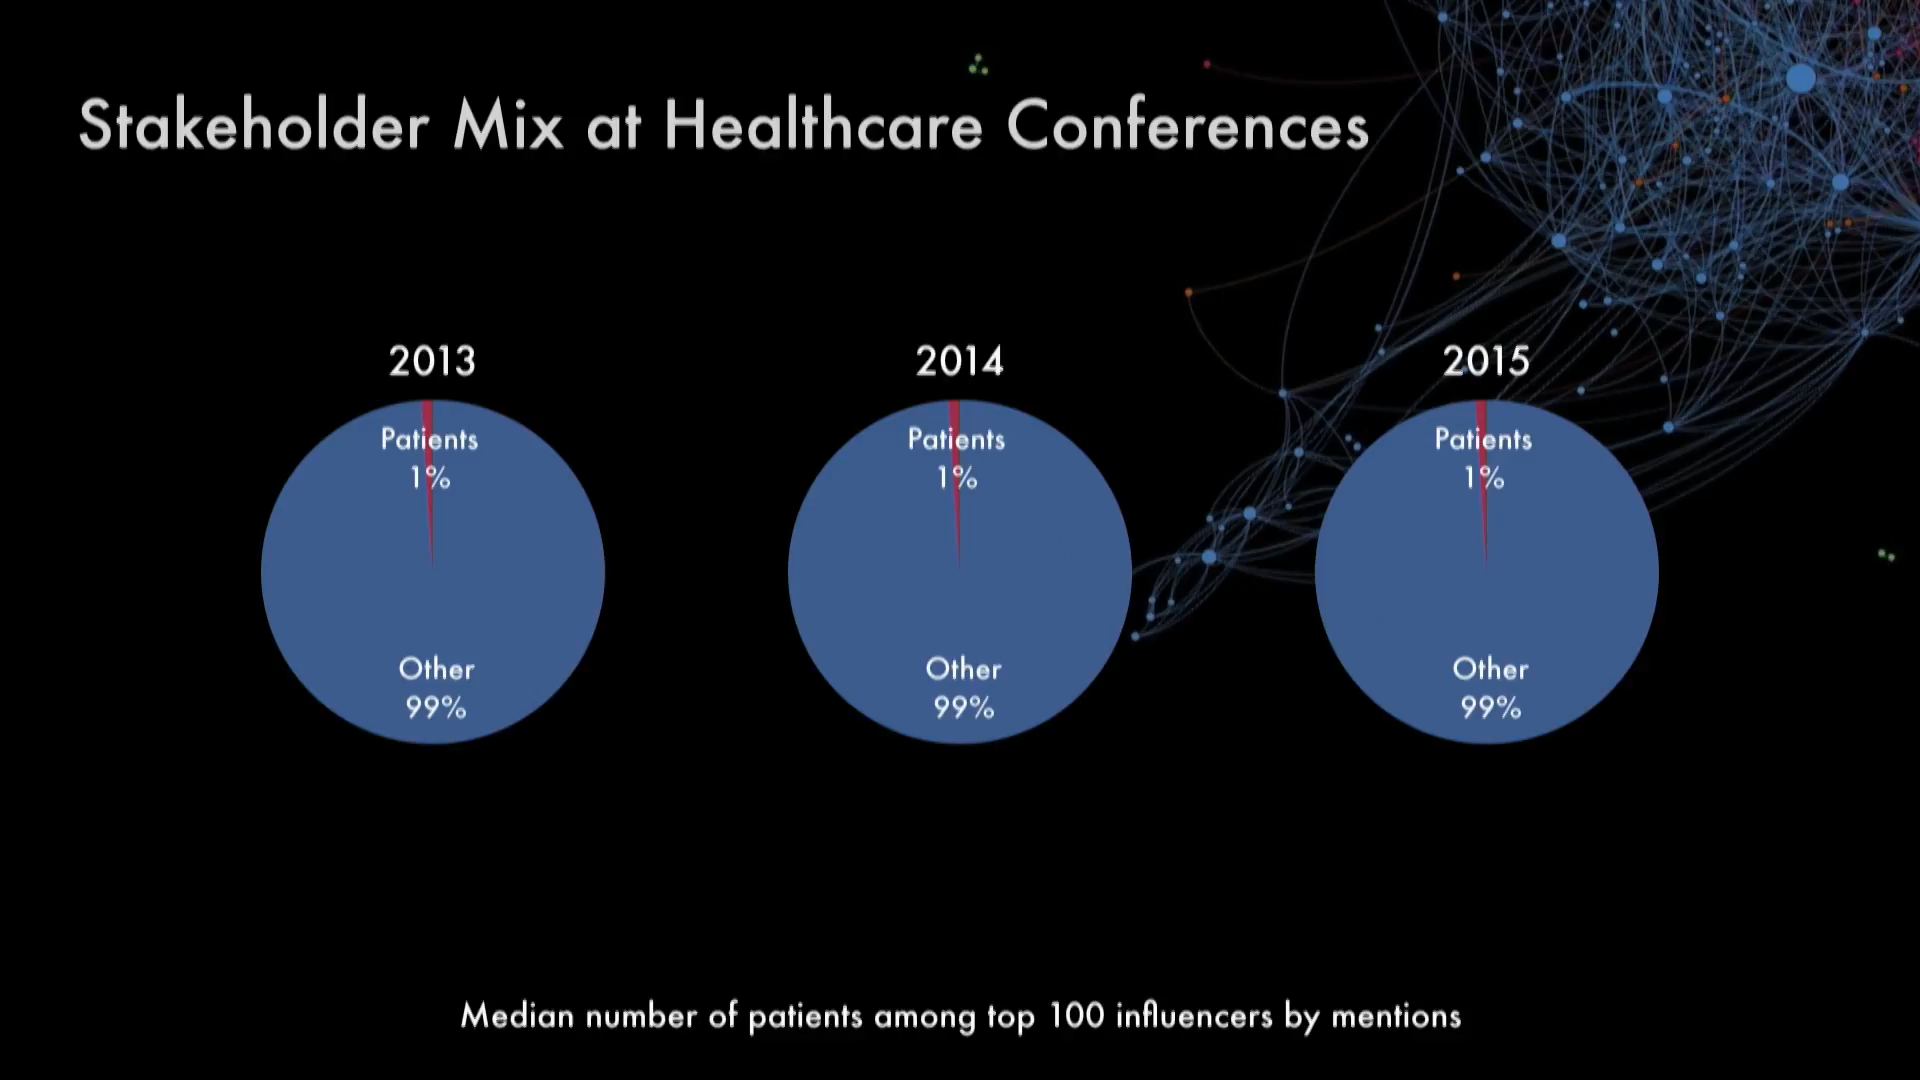 Stakeholder Mix at Healthcare Conferences
2013
Patients
1%
Other
99%
2014
Patients
1%
Other
99%
2015
Patients
1%
Other
99%
Median number of patients among top 100 influencers by mentions